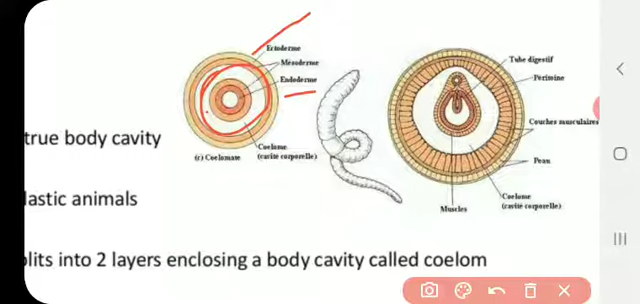 Ectoderme
Mésoderme
Endoderme
Coelome
(cavité corporelle)
(c) Coelomate
Tube digestif
Péritoine
Couches musculaires
Peau
Coelome
(cavité corporelle)
Muscles
true body cavity
lastic animals
lits into 2 layers enclosing a body cavity called coelom